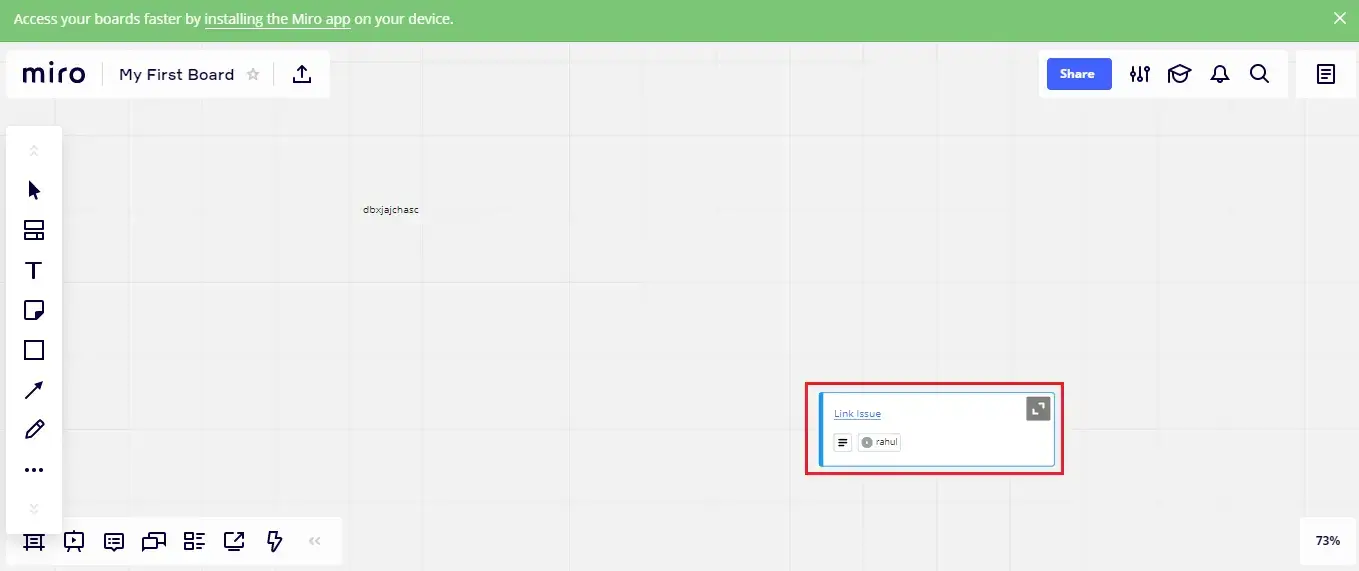 Access your boards faster by installing the Miro app on your device.
miro My First Board
Share
dbxjajchasc
Link Issue
rahul
73%